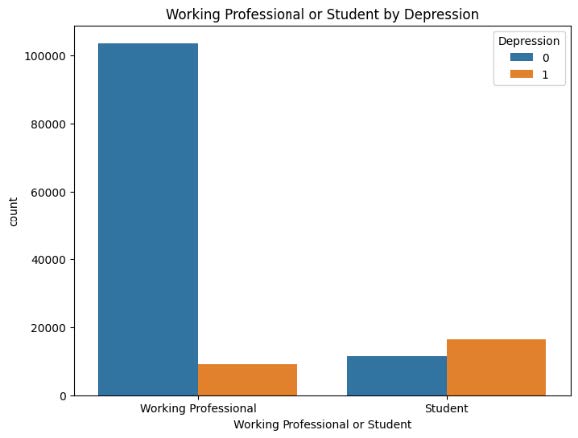 Working Professional or Student by Depression
Depression
0
1
100000
80000
60000
40000
20000
0
count
Working Professional
Student
Working Professional or Student